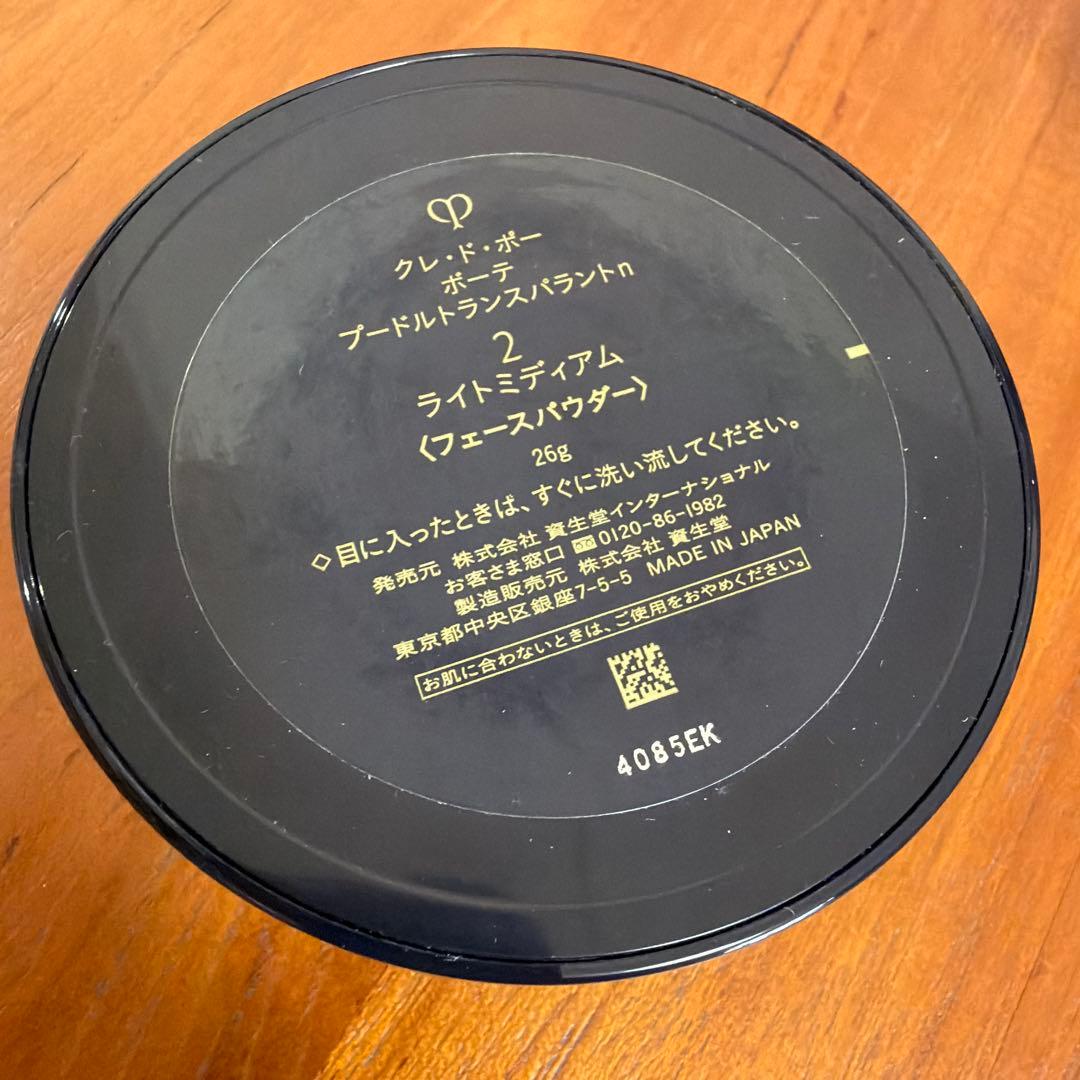 クレ・ド・ポー
ボーテ
プードルトランスパラントn
2
ライトミディアム
〈フェースパウダー〉
26g
◇目に入ったときは、すぐに洗い流してください。
発売元 株式会社 資生堂インターナショナル
お客さま窓口 0120-86-1982
製造販売元 株式会社 資生堂
東京都中央区銀座7-5-5 MADE IN JAPAN
お肌に合わないときは、ご使用をおやめください。
4085EK